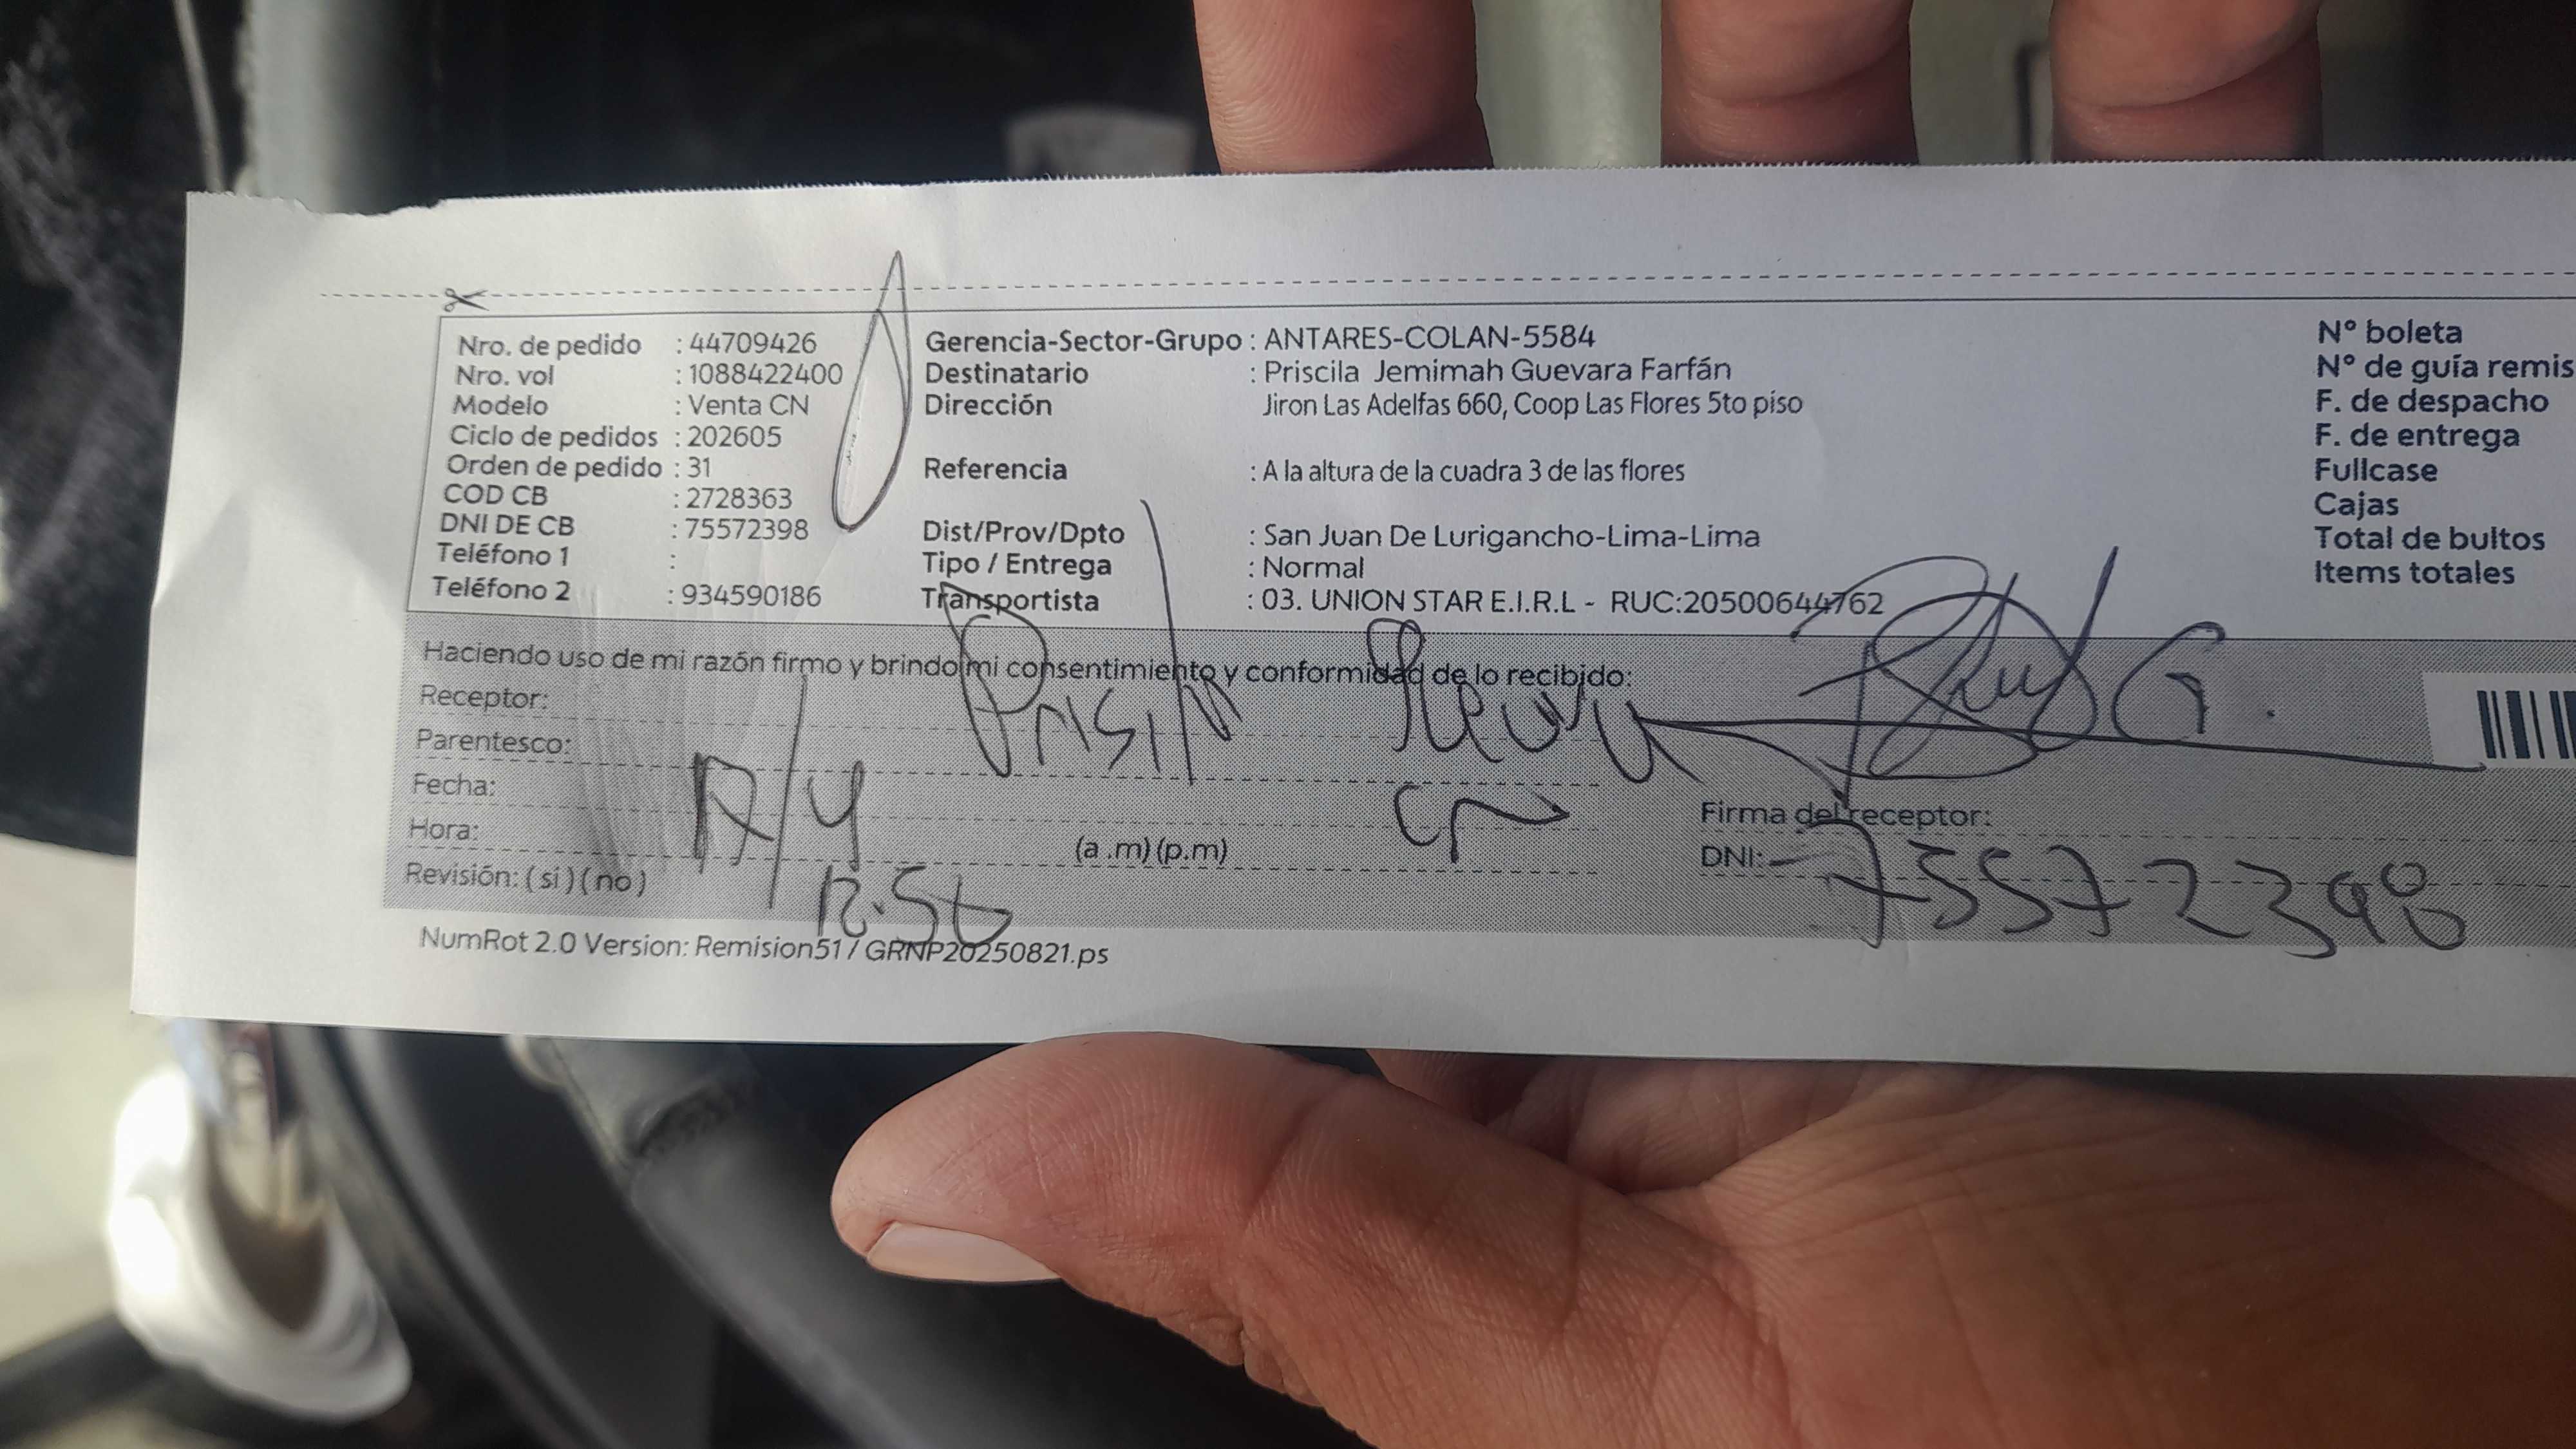 Nro. de pedido : 44709426
Nro. vol : 1088422400
Modelo : Venta CN
Ciclo de pedidos : 202605
Orden de pedido : 31
COD CB : 2728363
DNI DE CB : 75572398
Teléfono 1 :
Teléfono 2 : 934590186
Gerencia-Sector-Grupo : ANTARES-COLAN-5584
Destinatario : Priscila Jemimah Guevara Farfán
Dirección Jiron Las Adelfas 660, Coop Las Flores 5to piso
Referencia : A la altura de la cuadra 3 de las flores
Dist/Prov/Dpto : San Juan De Lurigancho-Lima-Lima
Tipo / Entrega : Normal
Transportista : 03. UNION STAR E.I.R.L - RUC:20500644762
N° boleta
N° de guía remis
F. de despacho
F. de entrega
Fullcase
Cajas
Total de bultos
Items totales
Haciendo uso de mi razón firmo y brindo mi consentimiento y conformidad de lo recibido:
Receptor:
Parentesco:
Fecha:
Hora: (a .m) (p.m)
Revisión: ( si ) ( no )
12.56
Firma del receptor:
DNI: 75572398
NumRot 2.0 Version: Remision51 / GRNP20250821.ps